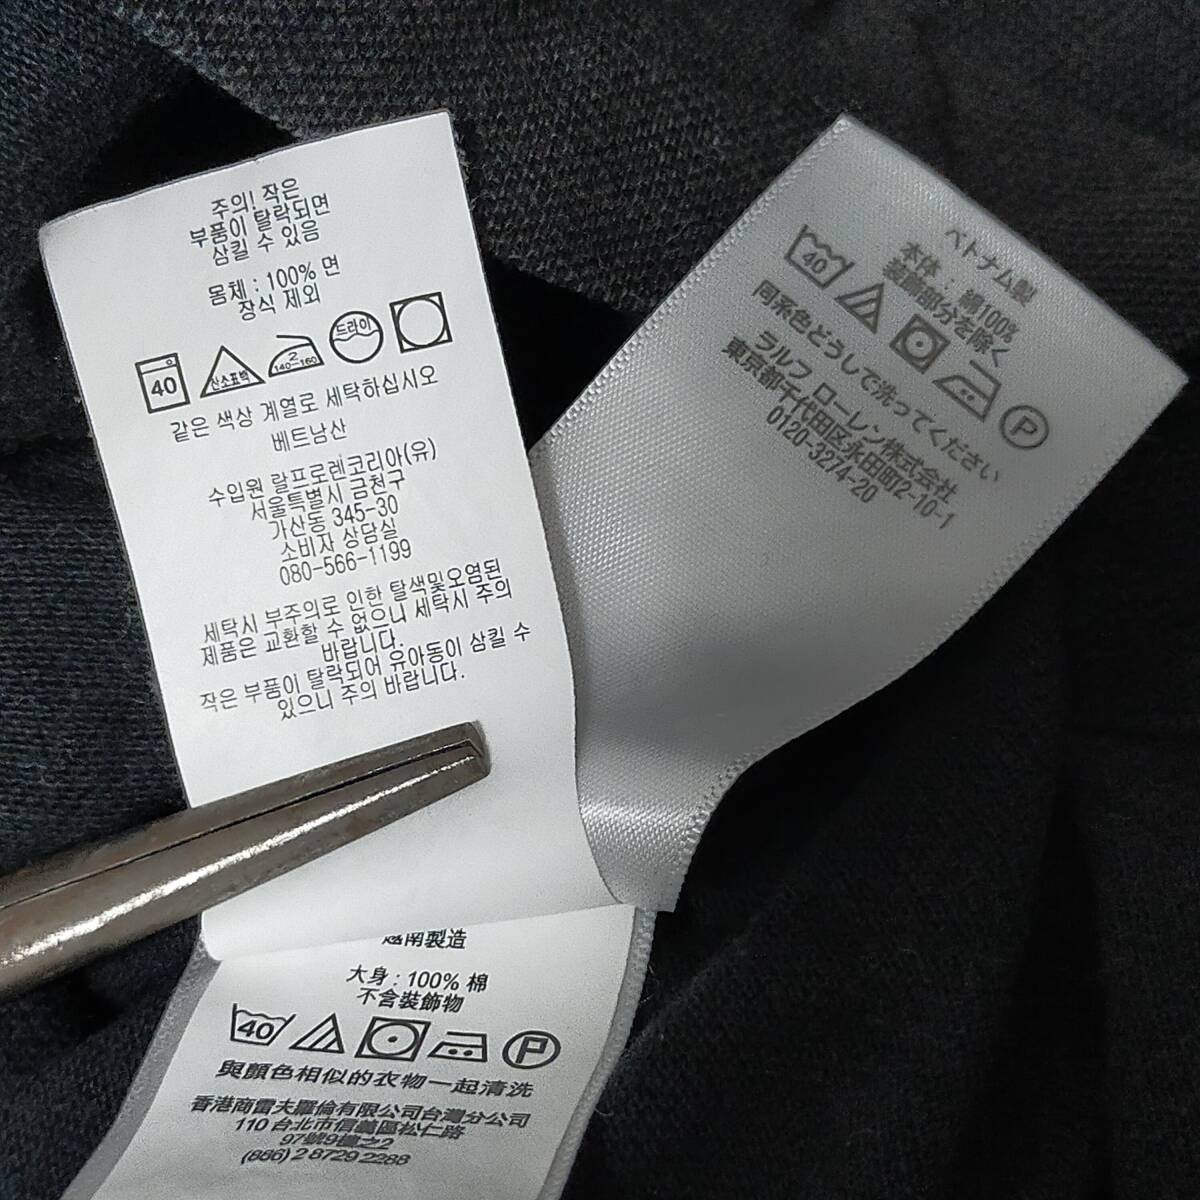 주의! 작은
부품이 탈락되면
삼킬 수 있음
몸체 : 100% 면
장식 제외
40
산소표백
2
140~160
드라이
같은 색상 계열로 세탁하십시오
베트남산
수입원 랄프로렌코리아(유)
서울특별시 금천구
가산동 345-30
소비자 상담실
080-566-1199
세탁시 부주의로 인한 탈색및오염된
제품은 교환할 수 없으니 세탁시 주의
바랍니다.
작은 부품이 탈락되어 유아동이 삼킬 수
있으니 주의 바랍니다.
ベトナム製
本体 : 綿100%
装飾部分を除く
40
P
同系色どうしで洗ってください
ラルフ ローレン株式会社
東京都千代田区永田町2-10-1
0120-3274-20
越南製造
大身 : 100% 棉
不含裝飾物
40
P
與顏色相似的衣物一起清洗
香港商雷夫羅倫有限公司台灣分公司
110 台北市信義區松仁路
97號9樓之2
(886) 2 8729 2288